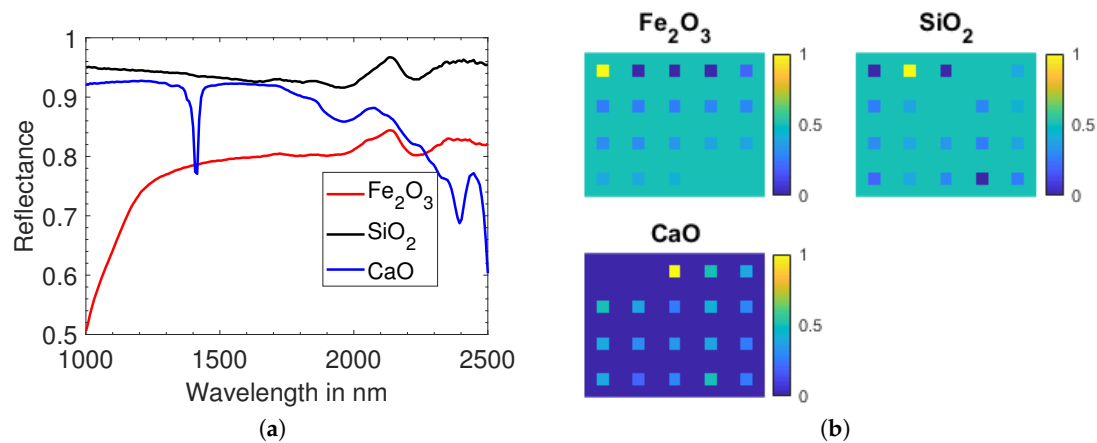 1
0.9
0.8
0.7
0.6
0.5
Reflectance
1000
1500
2000
2500
Wavelength in nm
Fe₂O₃
SiO₂
CaO
(a)
Fe₂O₃
1
0.5
0
SiO₂
1
0.5
0
CaO
1
0.5
0
(b)